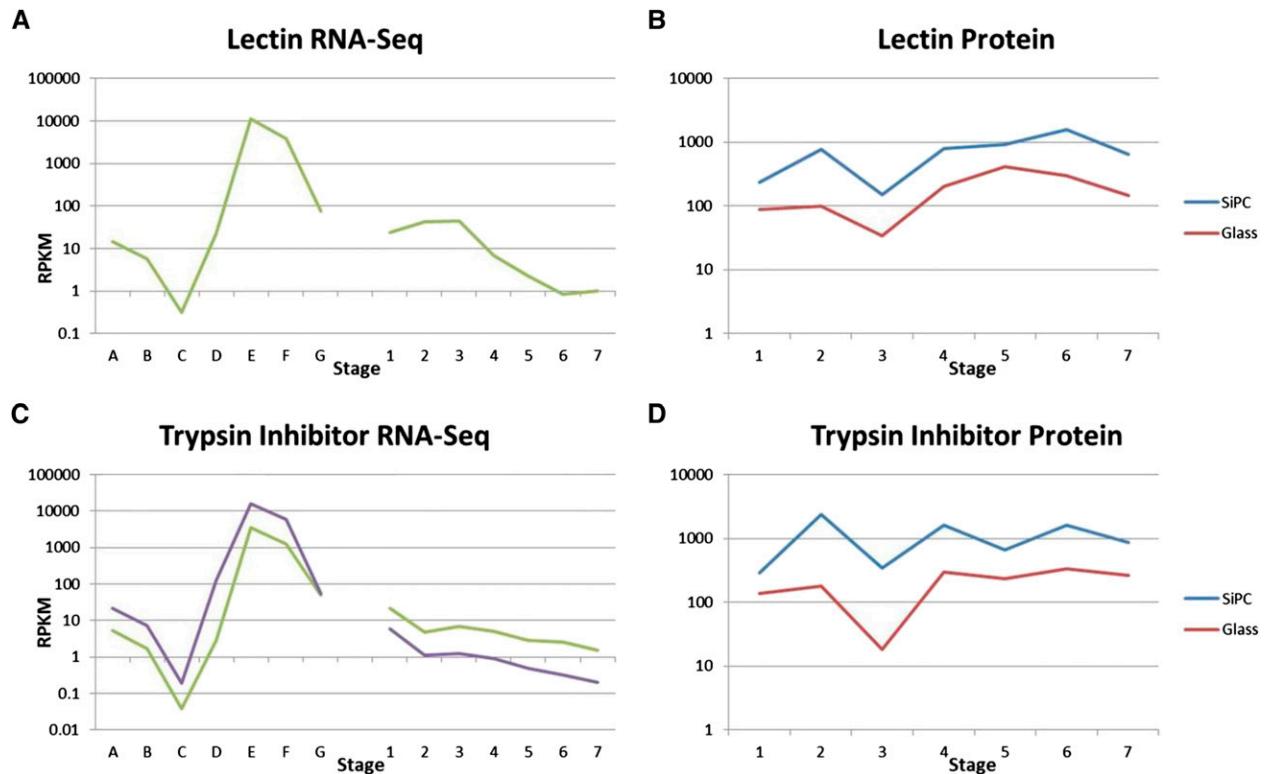 A
Lectin RNA-Seq
100000
10000
1000
100
10
1
0.1
RPKM
A B C D E F G 1 2 3 4 5 6 7
Stage
B
Lectin Protein
10000
1000
100
10
1
1 2 3 4 5 6 7
Stage
SiPC
Glass
C
Trypsin Inhibitor RNA-Seq
100000
10000
1000
100
10
1
0.1
0.01
RPKM
A B C D E F G 1 2 3 4 5 6 7
Stage
D
Trypsin Inhibitor Protein
10000
1000
100
10
1
1 2 3 4 5 6 7
Stage
SiPC
Glass